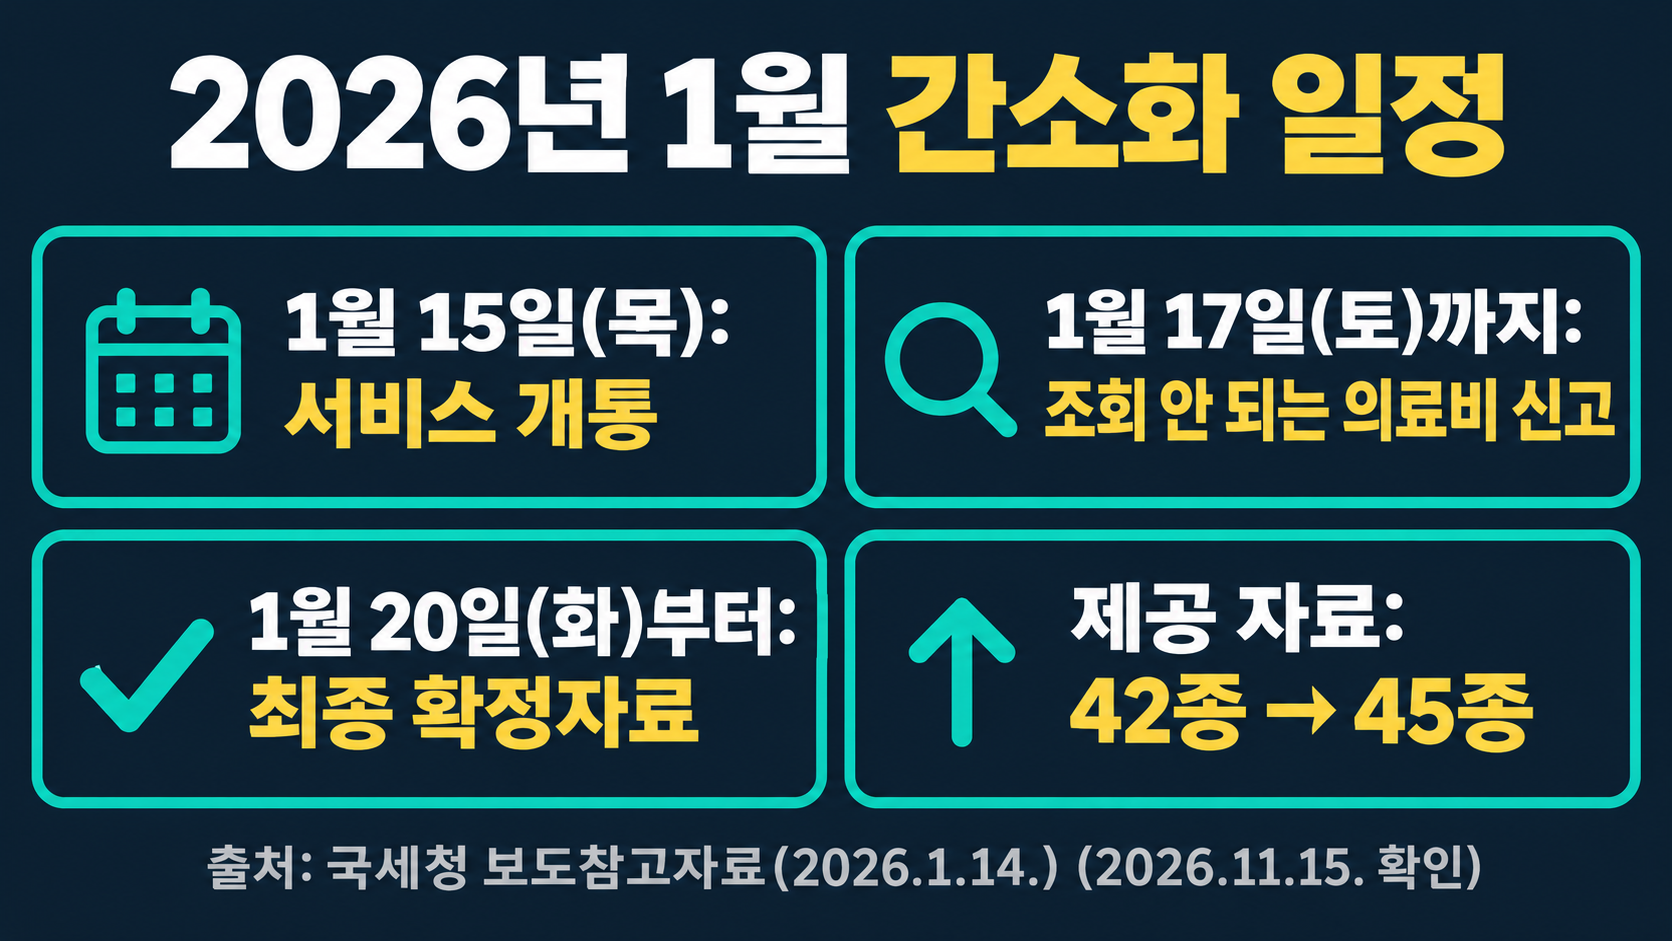 2026년 1월 간소화 일정
1월 15일(목):
서비스 개통
1월 17일(토)까지:
조회 안 되는 의료비 신고
1월 20일(화)부터:
최종 확정자료
제공 자료:
42종 → 45종
출처: 국세청 보도참고자료(2026.1.14.) (2026.11.15. 확인)